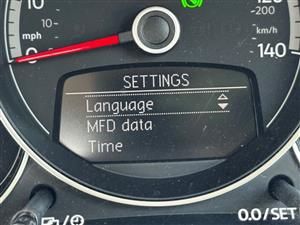 10
mph
0
120
200
km/h
140
SETTINGS
Language
MFD data
Time
0.0/SET